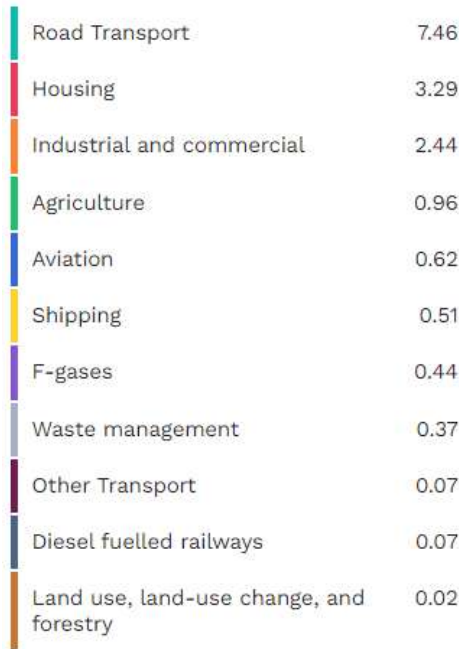 Road Transport 7.46
Housing 3.29
Industrial and commercial 2.44
Agriculture 0.96
Aviation 0.62
Shipping 0.51
F-gases 0.44
Waste management 0.37
Other Transport 0.07
Diesel fuelled railways 0.07
Land use, land-use change, and 0.02
forestry